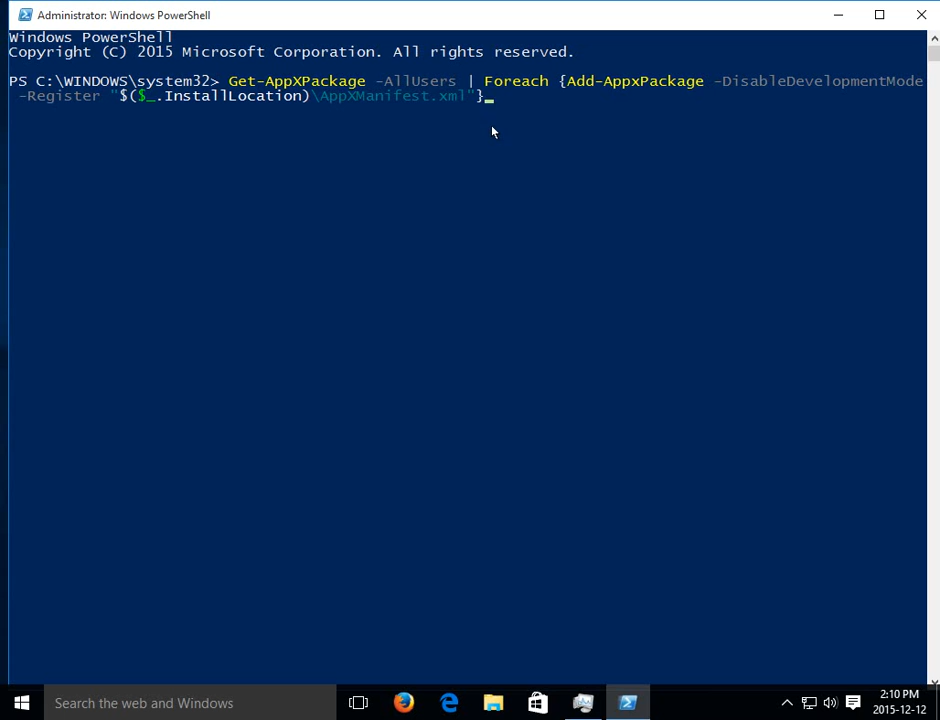 Administrator: Windows PowerShell
Windows PowerShell
Copyright (C) 2015 Microsoft Corporation. All rights reserved.
PS C:\WINDOWS\system32> Get-AppXPackage -AllUsers | Foreach {Add-AppxPackage -DisableDevelopmentMode
-Register "$($_.InstallLocation)\AppXManifest.xml"}
Search the web and Windows
2:10 PM
2015-12-12